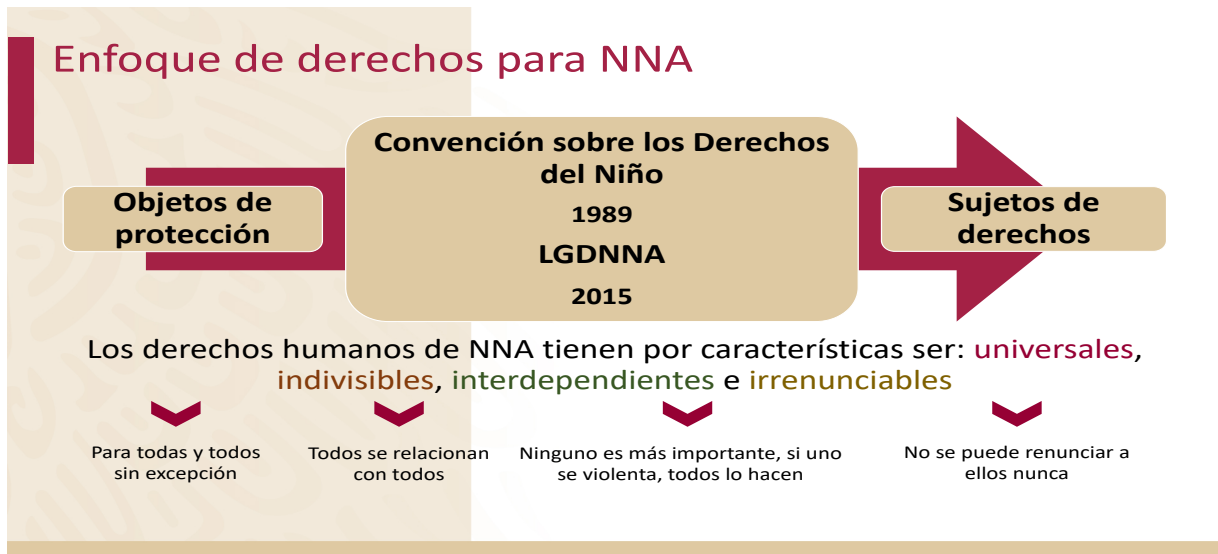 Enfoque de derechos para NNA
Objetos de
protección
Convención sobre los Derechos
del Niño
1989
LGDNNA
2015
Sujetos de
derechos
Los derechos humanos de NNA tienen por características ser: universales,
indivisibles, interdependientes e irrenunciables
Para todas y todos
sin excepción
Todos se relacionan
con todos
Ninguno es más importante, si uno
se violenta, todos lo hacen
No se puede renunciar a
ellos nunca